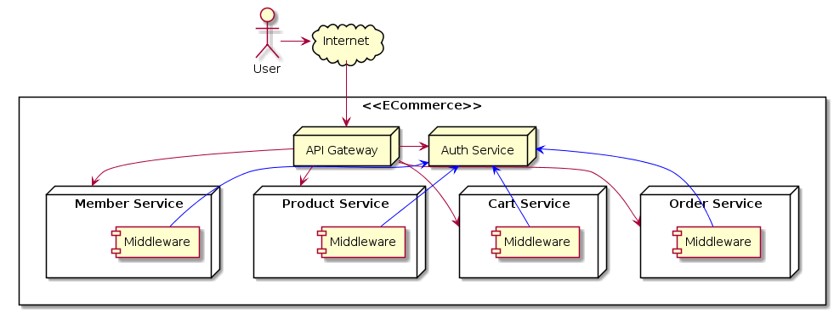 User
Internet
<<ECommerce>>
API Gateway
Auth Service
Member Service
Product Service
Cart Service
Order Service
Middleware
Middleware
Middleware
Middleware